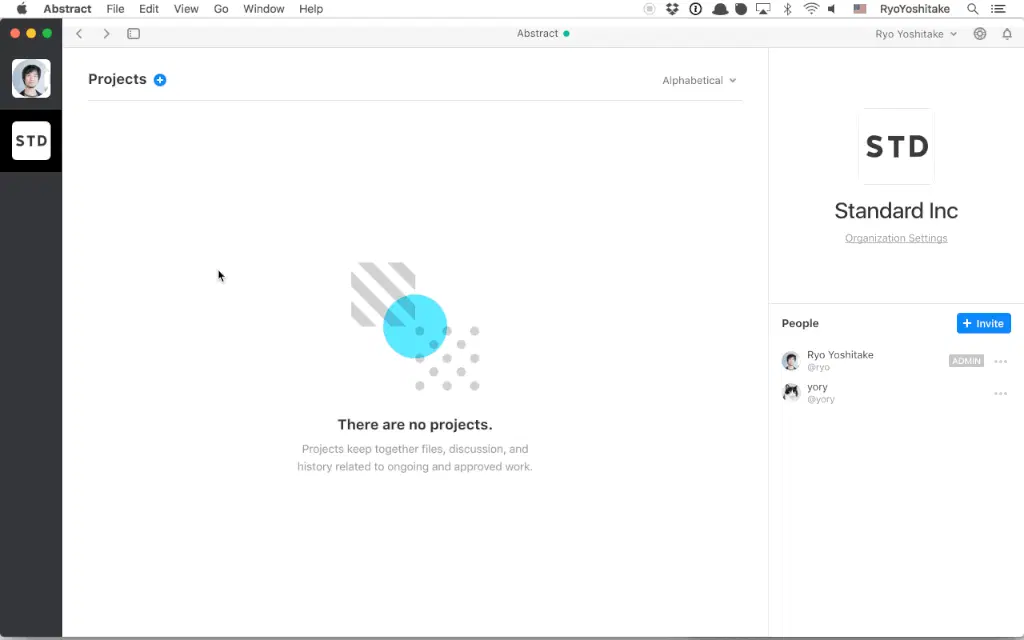 Abstract File Edit View Go Window Help RyoYoshitake
Abstract
Ryo Yoshitake
Projects
Alphabetical
STD
STD
Standard Inc
Organization Settings
There are no projects.
Projects keep together files, discussion, and
history related to ongoing and approved work.
People
+ Invite
Ryo Yoshitake
@ryo
ADMIN
yory
@yory